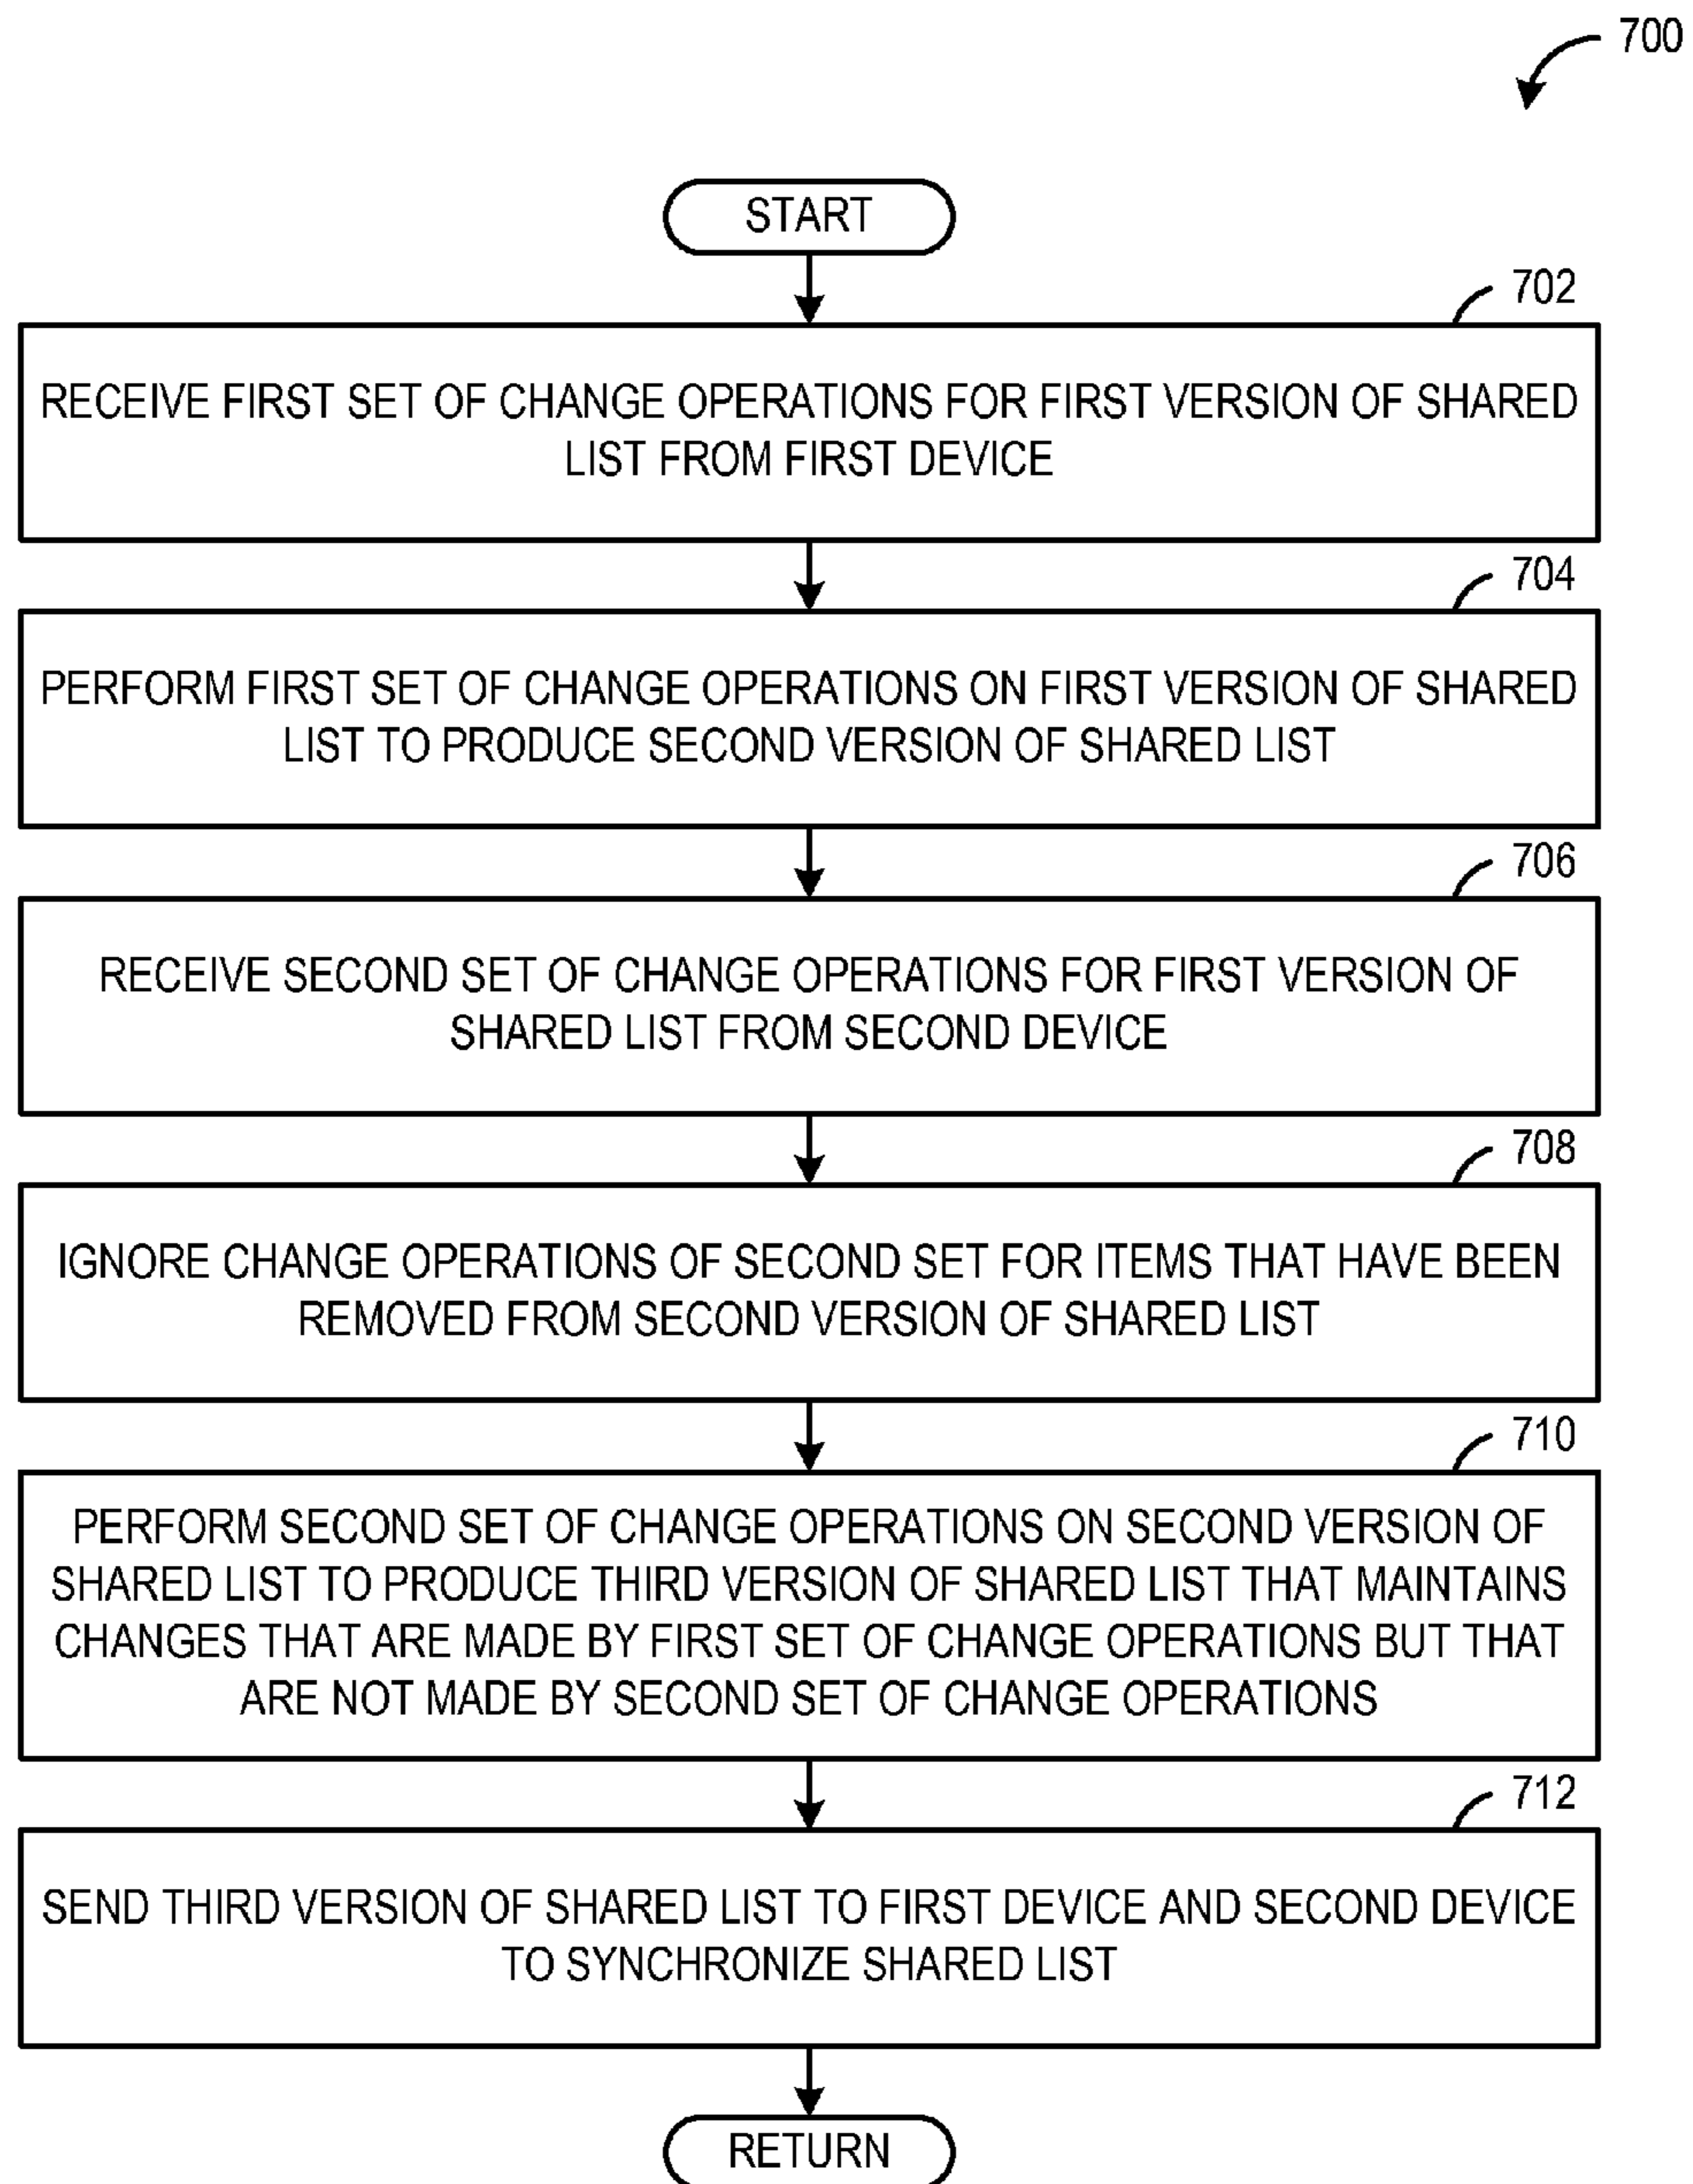 700
START
702
RECEIVE FIRST SET OF CHANGE OPERATIONS FOR FIRST VERSION OF SHARED
LIST FROM FIRST DEVICE
704
PERFORM FIRST SET OF CHANGE OPERATIONS ON FIRST VERSION OF SHARED
LIST TO PRODUCE SECOND VERSION OF SHARED LIST
706
RECEIVE SECOND SET OF CHANGE OPERATIONS FOR FIRST VERSION OF
SHARED LIST FROM SECOND DEVICE
708
IGNORE CHANGE OPERATIONS OF SECOND SET FOR ITEMS THAT HAVE BEEN
REMOVED FROM SECOND VERSION OF SHARED LIST
710
PERFORM SECOND SET OF CHANGE OPERATIONS ON SECOND VERSION OF
SHARED LIST TO PRODUCE THIRD VERSION OF SHARED LIST THAT MAINTAINS
CHANGES THAT ARE MADE BY FIRST SET OF CHANGE OPERATIONS BUT THAT
ARE NOT MADE BY SECOND SET OF CHANGE OPERATIONS
712
SEND THIRD VERSION OF SHARED LIST TO FIRST DEVICE AND SECOND DEVICE
TO SYNCHRONIZE SHARED LIST
RETURN